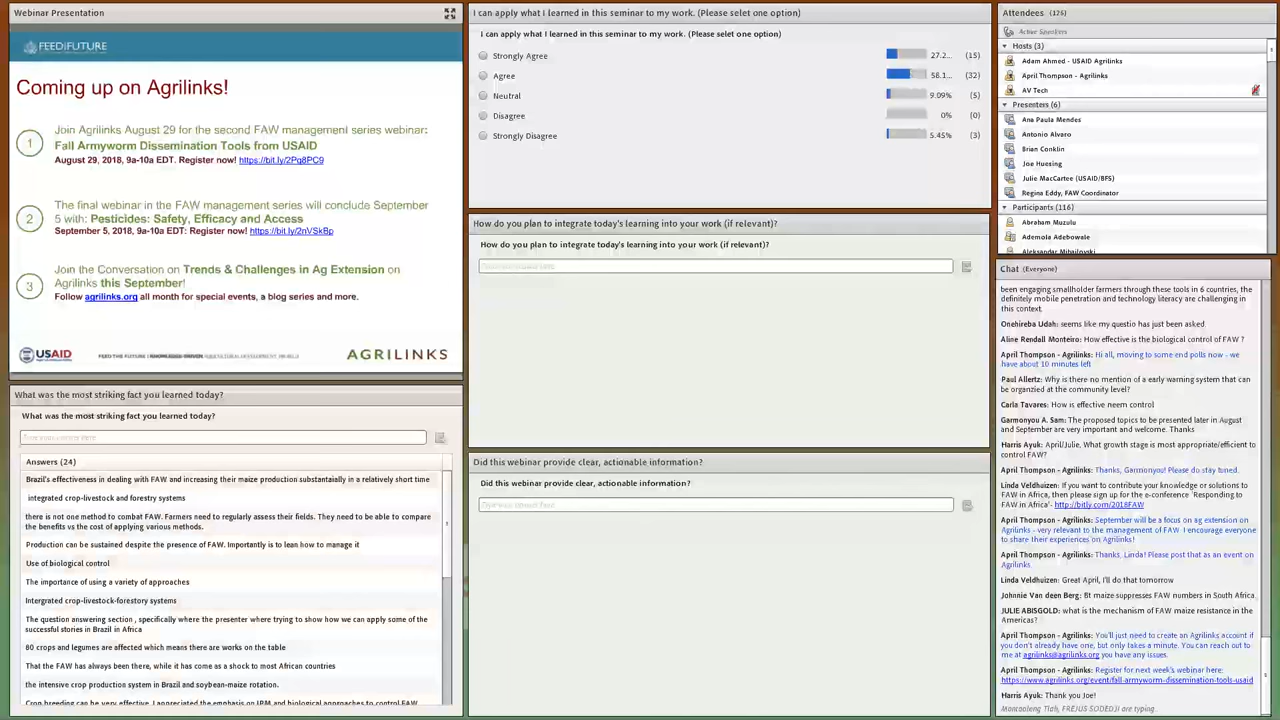 Webinar Presentation
FEED FUTURE
Coming up on Agrilinks!
1
Join Agrilinks August 29 for the second FAW management series webinar:
Fall Armyworm Dissemination Tools from USAID
August 29, 2018, 9a-10a EDT. Register now! https://bit.ly/2Pq8PC9
2
The final webinar in the FAW management series will conclude September
5 with: Pesticides: Safety, Efficacy and Access
September 5, 2018, 9a-10a EDT: Register now! https://bit.ly/2nVSkBp
3
Join the Conversation on Trends & Challenges in Ag Extension on
Agrilinks this September!
Follow agrilinks.org all month for special events, a blog series and more.
USAID
AGRILINKS
What was the most striking fact you learned today?
What was the most striking fact you learned today?
Answers (24)
Brazil's effectiveness in dealing with FAW and increasing their maize production substantaially in a relatively short time
integrated crop-livestock and forestry systems
there is not one method to combat FAW. Farmers need to regularly assess their fields. They need to be able to compare
the benefits vs the cost of applying various methods.
Production can be sustained despite the presence of FAW. Importantly is to lean how to manage it
Use of biological control
The importance of using a variety of approaches
Intergrated crop-livestock-forestory systems
The question answering section , specifically where the presenter where trying to show how we can apply some of the
successful stories in Brazil in Africa
80 crops and legumes are affected which means there are works on the table
That the FAW has always been there, while it has come as a shock to most African countries
the intensive crop production system in Brazil and soybean-maize rotation.
Crop breeding can be very effective. I appreciated the emphasis on IPM and biological approaches to control FAW
I can apply what I learned in this seminar to my work. (Please selet one option)
I can apply what I learned in this seminar to my work. (Please selet one option)
Strongly Agree 27.2... (15)
Agree 58.1... (32)
Neutral 9.09% (5)
Disagree 0% (0)
Strongly Disagree 5.45% (3)
How do you plan to integrate today's learning into your work (if relevant)?
How do you plan to integrate today's learning into your work (if relevant)?
Did this webinar provide clear, actionable information?
Did this webinar provide clear, actionable information?
Attendees (125)
Active Speakers
Hosts (3)
Adam Ahmed - USAID Agrilinks
April Thompson - Agrilinks
AV Tech
Presenters (6)
Ana Paula Mendes
Antonio Alvaro
Brian Conklin
Joe Huesing
Julie MacCartee (USAID/BFS)
Regina Eddy, FAW Coordinator
Participants (116)
Abraham Muzulu
Ademola Adebowale
Aleksandar Mihajlovski
Chat (Everyone)
been engaging smallholder farmers through these tools in 6 countries, the
definitely mobile penetration and technology literacy are challenging in
this context.
Onehireba Udah: seems like my questio has just been asked
Aline Rendall Monteiro: How effective is the biological control of FAW ?
April Thompson - Agrilinks: Hi all, moving to some end polls now - we
have about 10 minutes left
Paul Allertz: Why is there no mention of a early warning system that can
be organzied at the community level?
Carla Tavares: How is effective neem control
Garmonyou A. Sam: The proposed topics to be presented later in August
and September are very important and welcome. Thanks
Harris Ayuk: April/Julie, What growth stage is most appropriate/efficient to
control FAW?
April Thompson - Agrilinks: Thanks, Garmonyou! Please do stay tuned.
Linda Veldhuizen: If you want to contribute your knowledge or solutions to
FAW in Africa, then please sign up for the e-conference 'Responding to
FAW in Africa'- http://bitly.com/2018FAW
April Thompson - Agrilinks: September will be a focus on ag extension on
Agrilinks - very relevant to the management of FAW. I encourage everyone
to share their experiences on Agrilinks!
April Thompson - Agrilinks: Thanks, Linda! Please post that as an event on
Agrilinks.
Linda Veldhuizen: Great April, I'll do that tomorrow
Johnnie Van den Berg: Bt maize suppresses FAW numbers in South Africa.
JULIE ABISGOLD: what is the mechanism of FAW maize resistance in the
Americas?
April Thompson - Agrilinks: You'll just need to create an Agrilinks account if
you don't already have one, but only takes a minute. You can reach out to
me at agrilinks@agrilinks.org you have any issues.
April Thompson - Agrilinks: Register for next week's webinar here:
https://www.agrilinks.org/event/fall-armyworm-dissemination-tools-usaid
Harris Ayuk: Thank you Joe!
Mantooleng Tlali, FREJUS SODEDJI are typing.